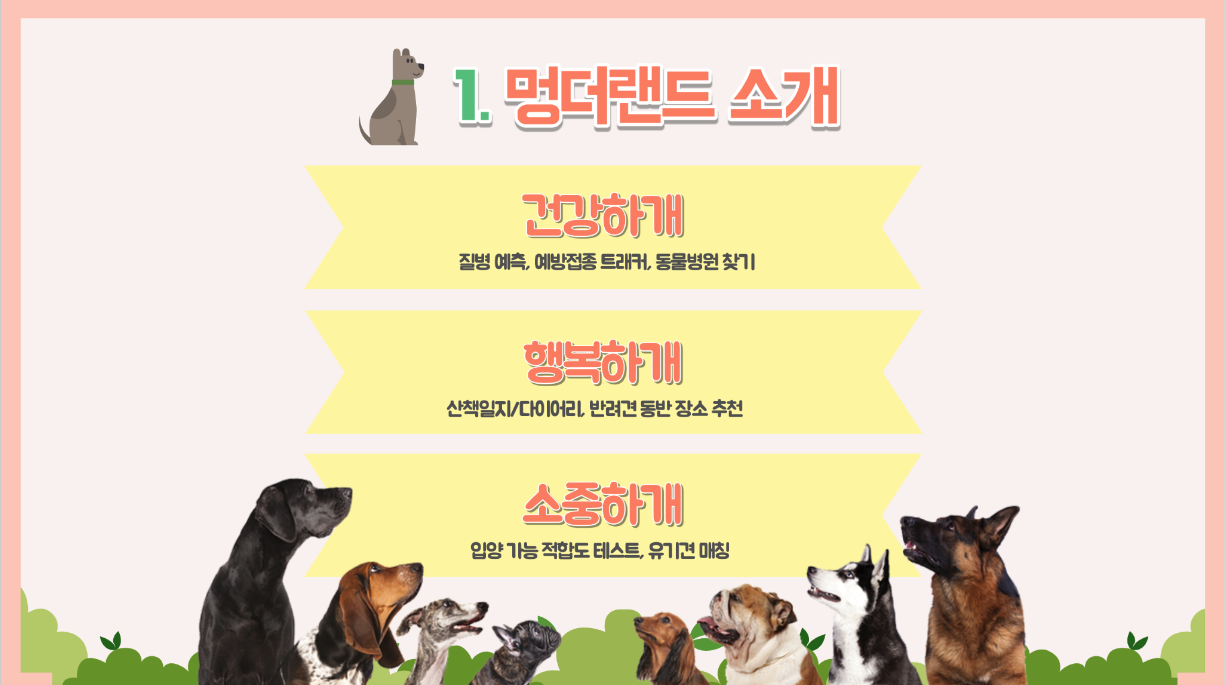 1. 멍더랜드 소개
건강하개
질병 예측, 예방접종 트래커, 동물병원 찾기
행복하개
산책일지/다이어리, 반려견 동반 장소 추천
소중하개
입양 가능 적합도 테스트, 유기견 매칭